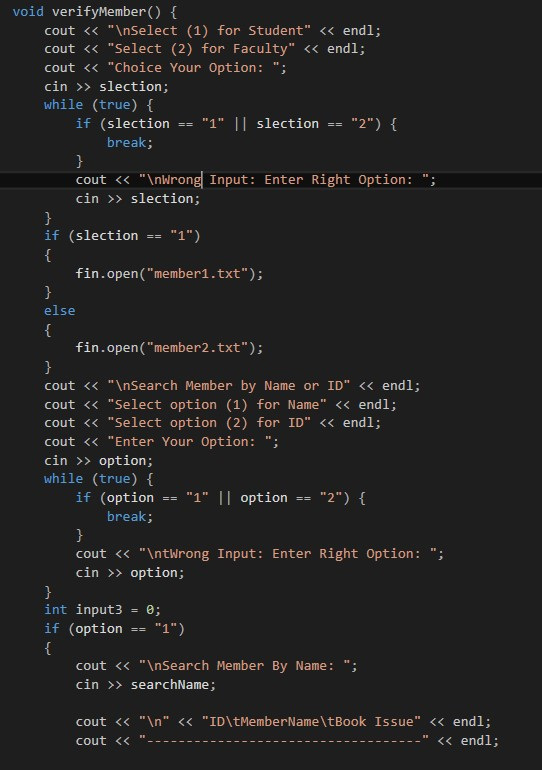 void verifyMember() {
    cout << "\nSelect (1) for Student" << endl;
    cout << "Select (2) for Faculty" << endl;
    cout << "Choice Your Option: ";
    cin >> slection;
    while (true) {
        if (slection == "1" || slection == "2") {
            break;
        }
        cout << "\nWrong Input: Enter Right Option: ";
        cin >> slection;
    }
    if (slection == "1")
    {
        fin.open("member1.txt");
    }
    else
    {
        fin.open("member2.txt");
    }
    cout << "\nSearch Member by Name or ID" << endl;
    cout << "Select option (1) for Name" << endl;
    cout << "Select option (2) for ID" << endl;
    cout << "Enter Your Option: ";
    cin >> option;
    while (true) {
        if (option == "1" || option == "2") {
            break;
        }
        cout << "\ntWrong Input: Enter Right Option: ";
        cin >> option;
    }
    int input3 = 0;
    if (option == "1")
    {
        cout << "\nSearch Member By Name: ";
        cin >> searchName;

        cout << "\n" << "ID\tMemberName\tBook Issue" << endl;
        cout << "-----------------------------------" << endl;